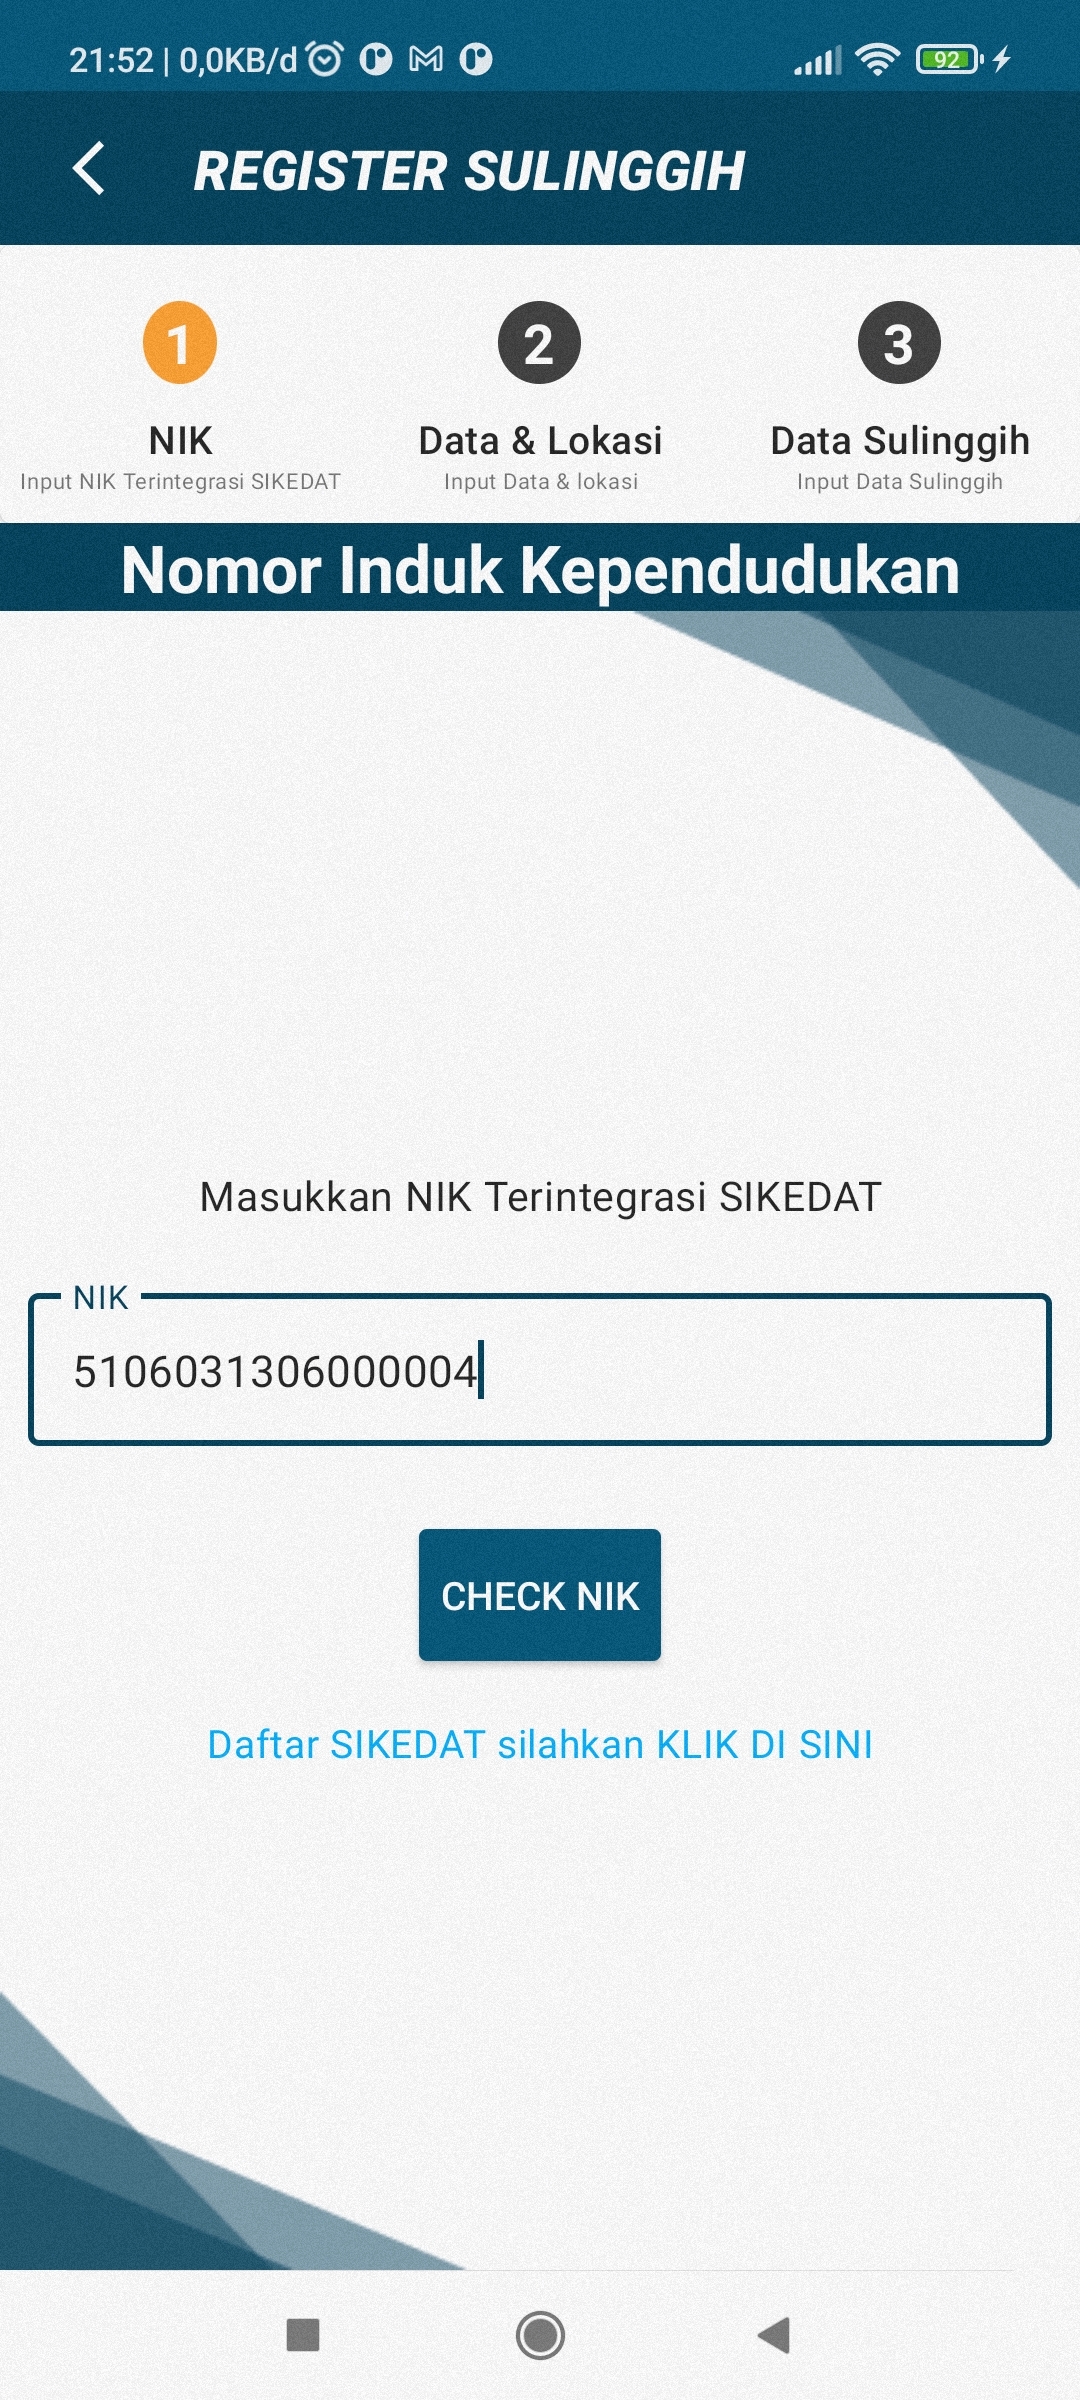 21:52 | 0,0KB/d
92
REGISTER SULINGGIH
1
2
3
NIK
Data & Lokasi
Data Sulinggih
Input NIK Terintegrasi SIKEDAT
Input Data & lokasi
Input Data Sulinggih
Nomor Induk Kependudukan
Masukkan NIK Terintegrasi SIKEDAT
NIK
5106031306000004
CHECK NIK
Daftar SIKEDAT silahkan KLIK DI SINI